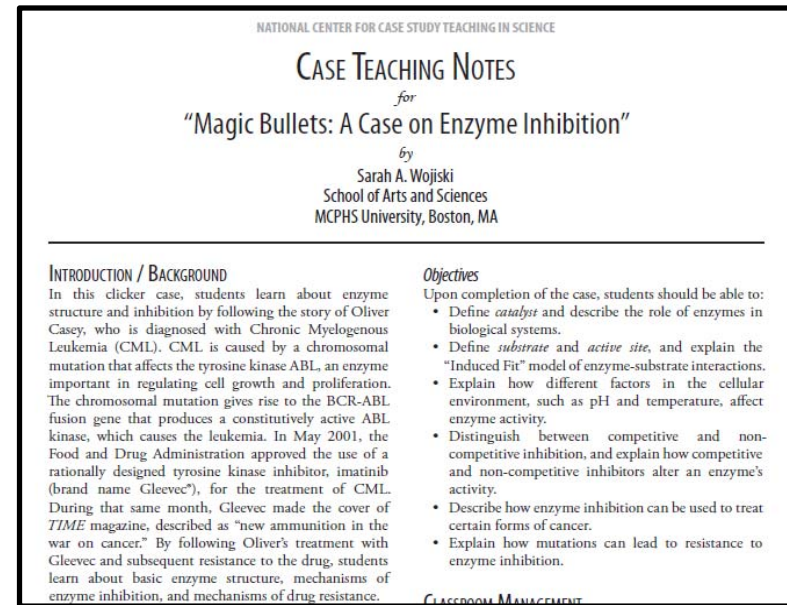 NATIONAL CENTER FOR CASE STUDY TEACHING IN SCIENCE
CASE TEACHING NOTES
for
“Magic Bullets: A Case on Enzyme Inhibition”
by
Sarah A. Wojiski
School of Arts and Sciences
MCPHS University, Boston, MA
INTRODUCTION / BACKGROUND
In this clicker case, students learn about enzyme
structure and inhibition by following the story of Oliver
Casey, who is diagnosed with Chronic Myelogenous
Leukemia (CML). CML is caused by a chromosomal
mutation that affects the tyrosine kinase ABL, an enzyme
important in regulating cell growth and proliferation.
The chromosomal mutation gives rise to the BCR-ABL
fusion gene that produces a constitutively active ABL
kinase, which causes the leukemia. In May 2001, the
Food and Drug Administration approved the use of a
rationally designed tyrosine kinase inhibitor, imatinib
(brand name Gleevec®), for the treatment of CML.
During that same month, Gleevec made the cover of
TIME magazine, described as “new ammunition in the
war on cancer.” By following Oliver’s treatment with
Gleevec and subsequent resistance to the drug, students
learn about basic enzyme structure, mechanisms of
enzyme inhibition, and mechanisms of drug resistance.
Objectives
Upon completion of the case, students should be able to:
• Define catalyst and describe the role of enzymes in
biological systems.
• Define substrate and active site, and explain the
“Induced Fit” model of enzyme-substrate interactions.
• Explain how different factors in the cellular
environment, such as pH and temperature, affect
enzyme activity.
• Distinguish between competitive and non-
competitive inhibition, and explain how competitive
and non-competitive inhibitors alter an enzyme’s
activity.
• Describe how enzyme inhibition can be used to treat
certain forms of cancer.
• Explain how mutations can lead to resistance to
enzyme inhibition.
CLASSROOM MANAGEMENT